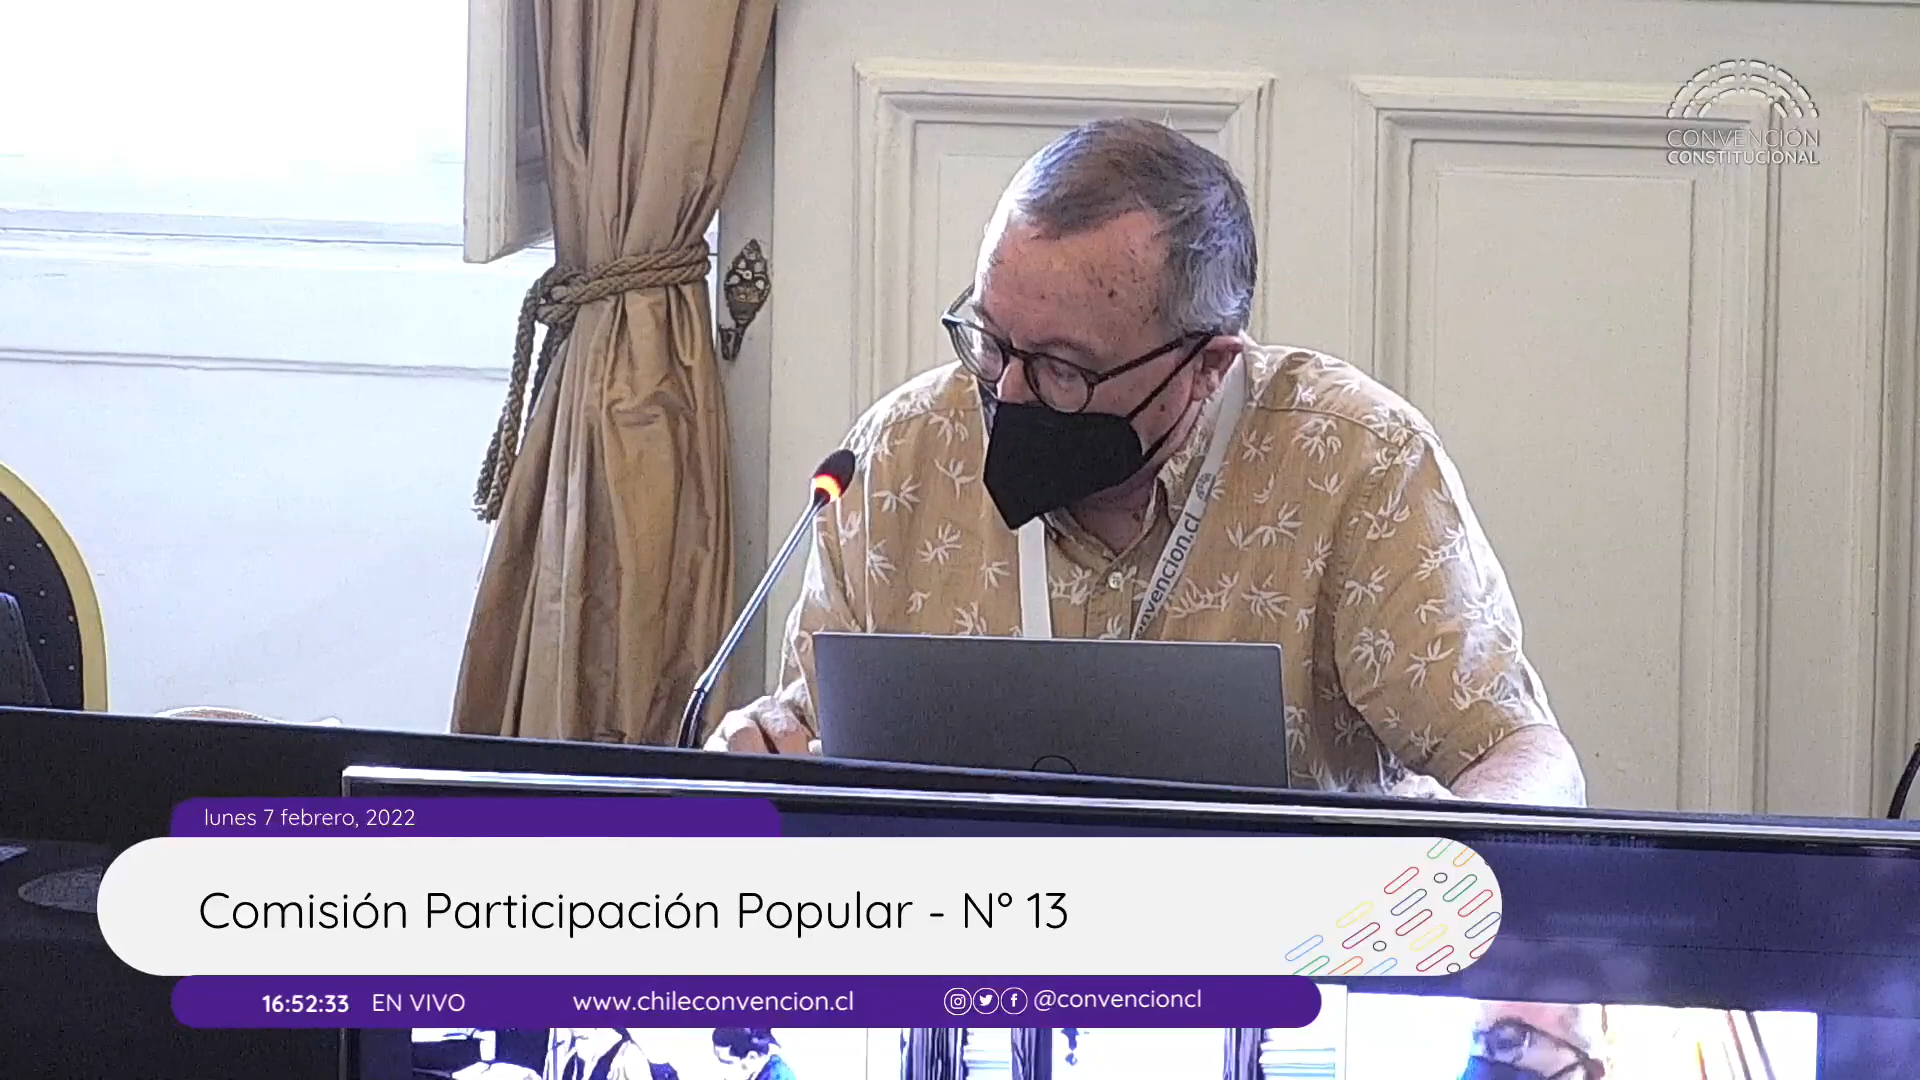 CONVENCIÓN
CONSTITUCIONAL
convencion.cl
lunes 7 febrero, 2022
Comisión Participación Popular - N° 13
16:52:33 EN VIVO www.chileconvencion.cl @convencioncl